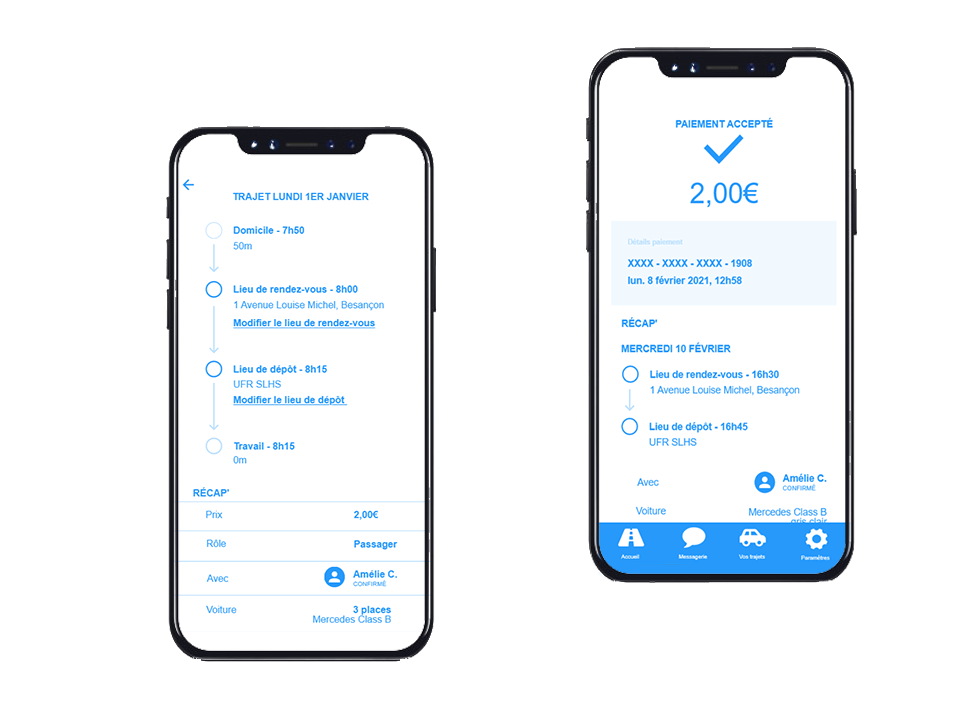 TRAJET LUNDI 1ER JANVIER
Domicile - 7h50
50m
Lieu de rendez-vous - 8h00
1 Avenue Louise Michel, Besançon
Modifier le lieu de rendez-vous
Lieu de dépôt - 8h15
UFR SLHS
Modifier le lieu de dépôt
Travail - 8h15
0m
RÉCAP'
Prix 2,00€
Rôle Passager
Avec Amélie C.
CONFIRMÉ
Voiture 3 places
Mercedes Class B
PAIEMENT ACCEPTÉ
2,00€
Détails paiement
XXXX - XXXX - XXXX - 1908
lun. 8 février 2021, 12h58
RÉCAP'
MERCREDI 10 FÉVRIER
Lieu de rendez-vous - 16h30
1 Avenue Louise Michel, Besançon
Lieu de dépôt - 16h45
UFR SLHS
Avec Amélie C.
CONFIRMÉ
Voiture Mercedes Class B
gris clair
Accueil Messagerie Vos trajets Paramètres